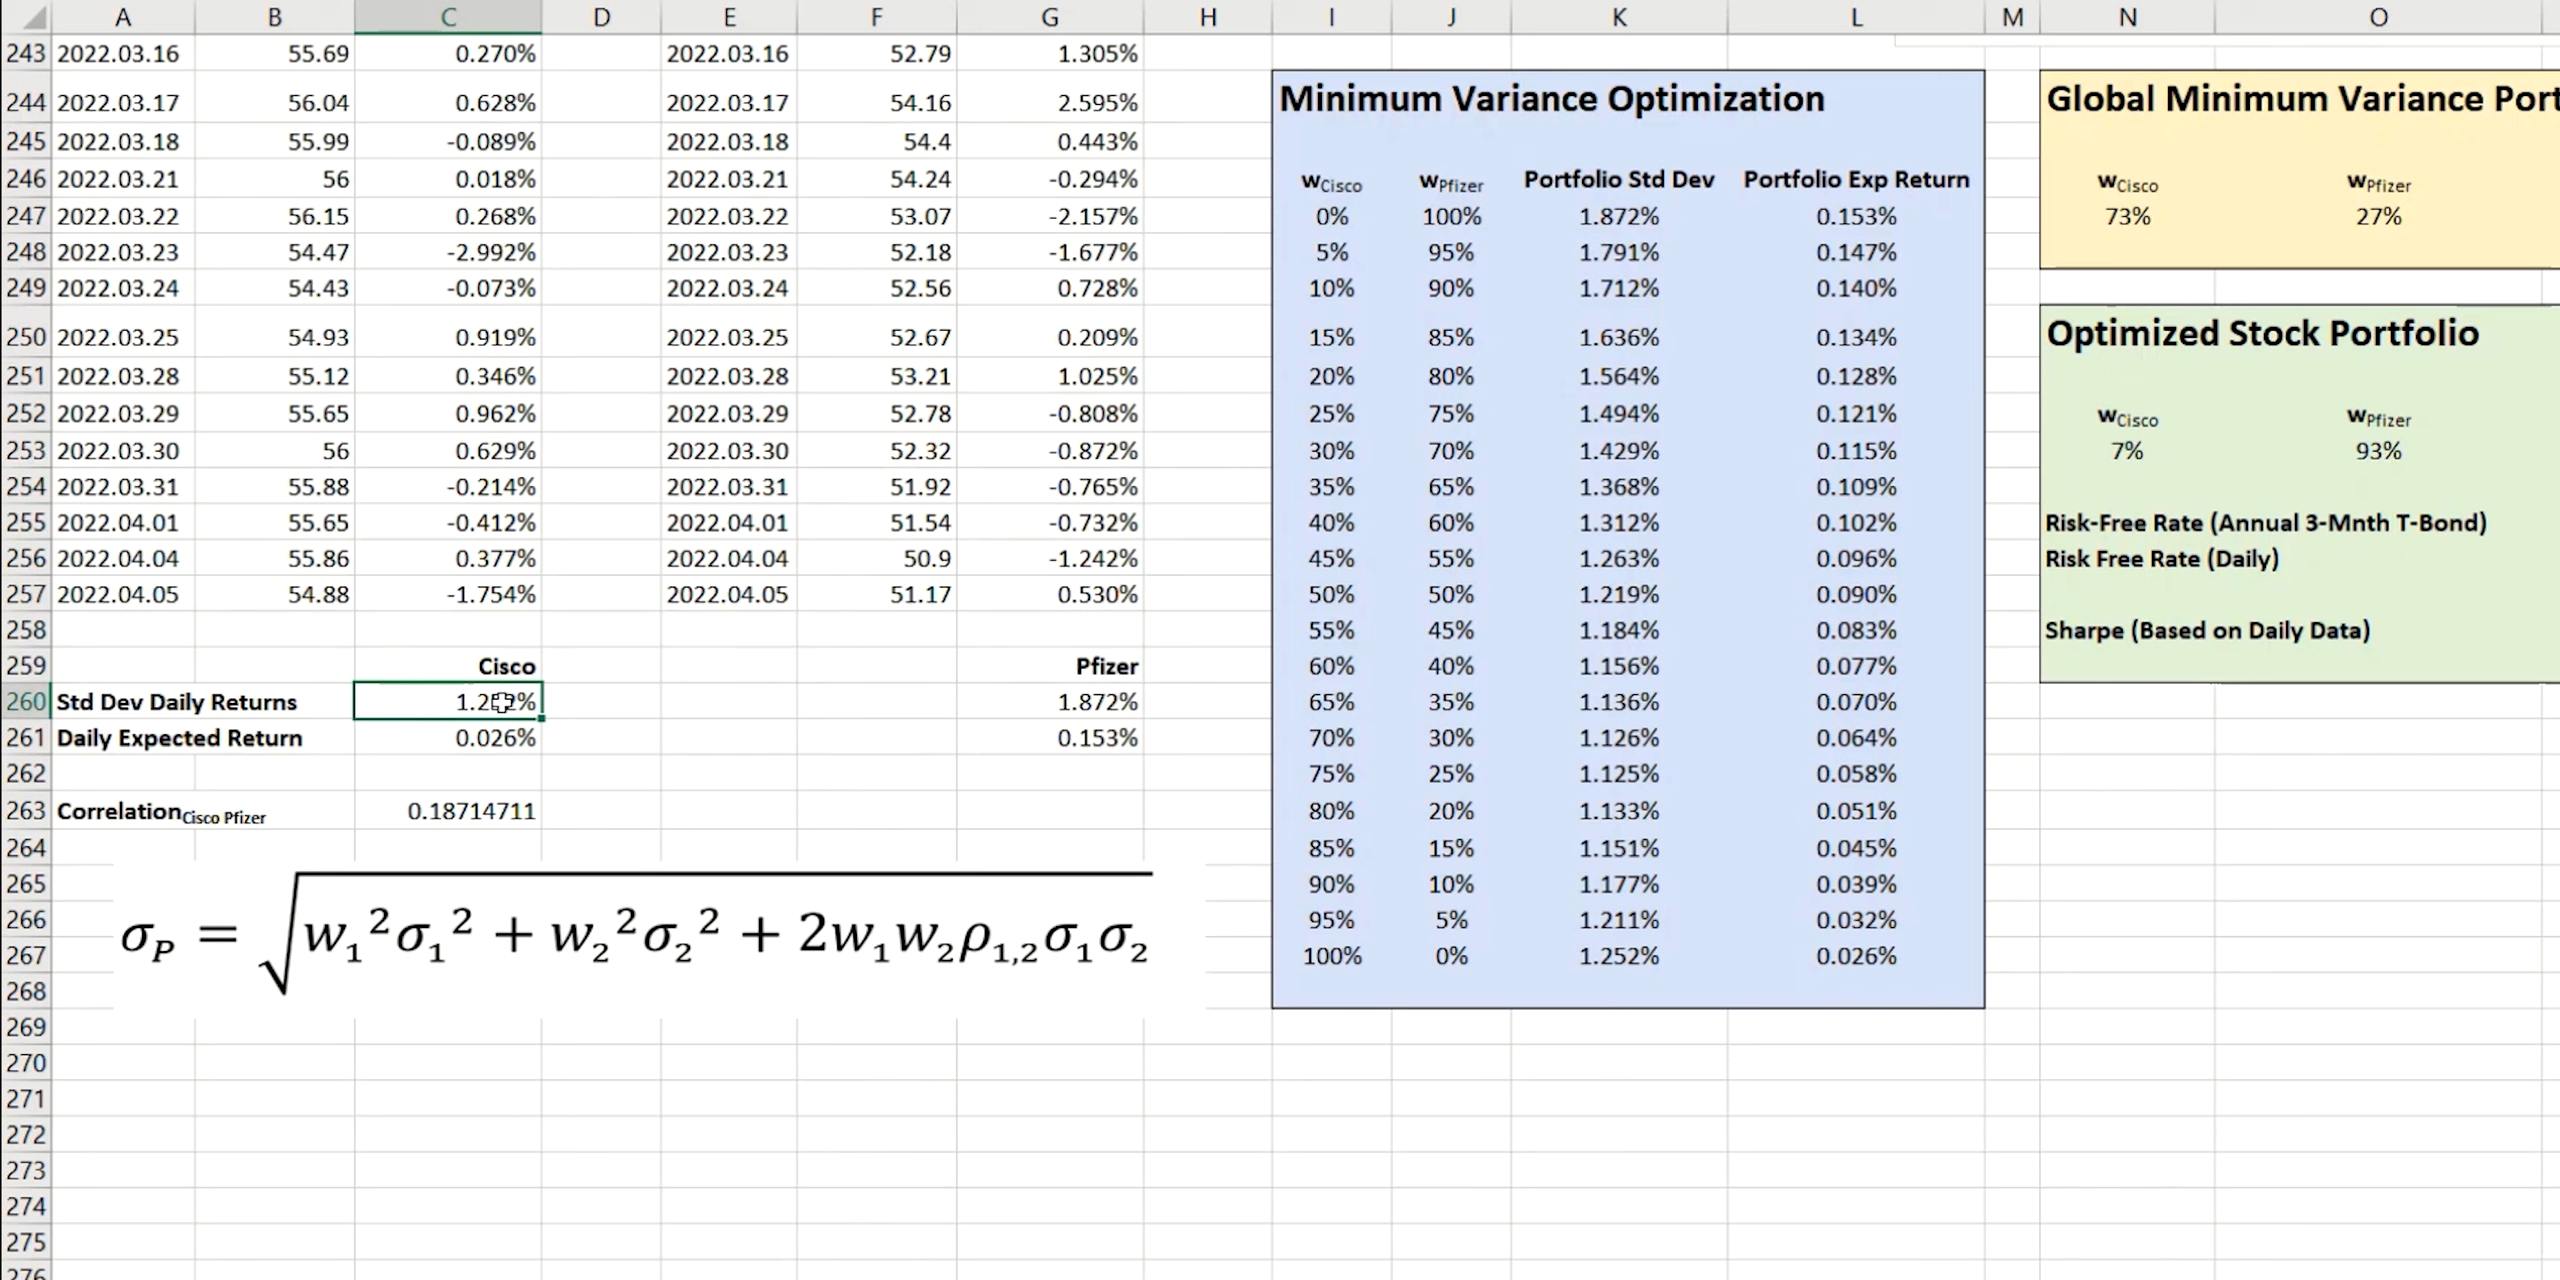 A B C D E F G H I J K L M N O
243 2022.03.16 55.69 0.270% 2022.03.16 52.79 1.305%
244 2022.03.17 56.04 0.628% 2022.03.17 54.16 2.595% Minimum Variance Optimization Global Minimum Variance Port
245 2022.03.18 55.99 -0.089% 2022.03.18 54.4 0.443%
246 2022.03.21 56 0.018% 2022.03.21 54.24 -0.294% wCisco wPfizer Portfolio Std Dev Portfolio Exp Return wCisco wPfizer
247 2022.03.22 56.15 0.268% 2022.03.22 53.07 -2.157% 0% 100% 1.872% 0.153% 73% 27%
248 2022.03.23 54.47 -2.992% 2022.03.23 52.18 -1.677% 5% 95% 1.791% 0.147%
249 2022.03.24 54.43 -0.073% 2022.03.24 52.56 0.728% 10% 90% 1.712% 0.140%
250 2022.03.25 54.93 0.919% 2022.03.25 52.67 0.209% 15% 85% 1.636% 0.134% Optimized Stock Portfolio
251 2022.03.28 55.12 0.346% 2022.03.28 53.21 1.025% 20% 80% 1.564% 0.128%
252 2022.03.29 55.65 0.962% 2022.03.29 52.78 -0.808% 25% 75% 1.494% 0.121% wCisco wPfizer
253 2022.03.30 56 0.629% 2022.03.30 52.32 -0.872% 30% 70% 1.429% 0.115% 7% 93%
254 2022.03.31 55.88 -0.214% 2022.03.31 51.92 -0.765% 35% 65% 1.368% 0.109%
255 2022.04.01 55.65 -0.412% 2022.04.01 51.54 -0.732% 40% 60% 1.312% 0.102% Risk-Free Rate (Annual 3-Mnth T-Bond)
256 2022.04.04 55.86 0.377% 2022.04.04 50.9 -1.242% 45% 55% 1.263% 0.096% Risk Free Rate (Daily)
257 2022.04.05 54.88 -1.754% 2022.04.05 51.17 0.530% 50% 50% 1.219% 0.090%
258 55% 45% 1.184% 0.083% Sharpe (Based on Daily Data)
259 Cisco Pfizer 60% 40% 1.156% 0.077%
260 Std Dev Daily Returns 1.872% 65% 35% 1.136% 0.070%
261 Daily Expected Return 0.026% 0.153% 70% 30% 1.126% 0.064%
262 75% 25% 1.125% 0.058%
263 CorrelationCisco Pfizer 0.18714711 80% 20% 1.133% 0.051%
264 85% 15% 1.151% 0.045%
265 90% 10% 1.177% 0.039%
266 σP = √w₁²σ₁² + w₂²σ₂² + 2w₁w₂ρ₁,₂σ₁σ₂ 95% 5% 1.211% 0.032%
267 100% 0% 1.252% 0.026%
268
269
270
271
272
273
274
275
276